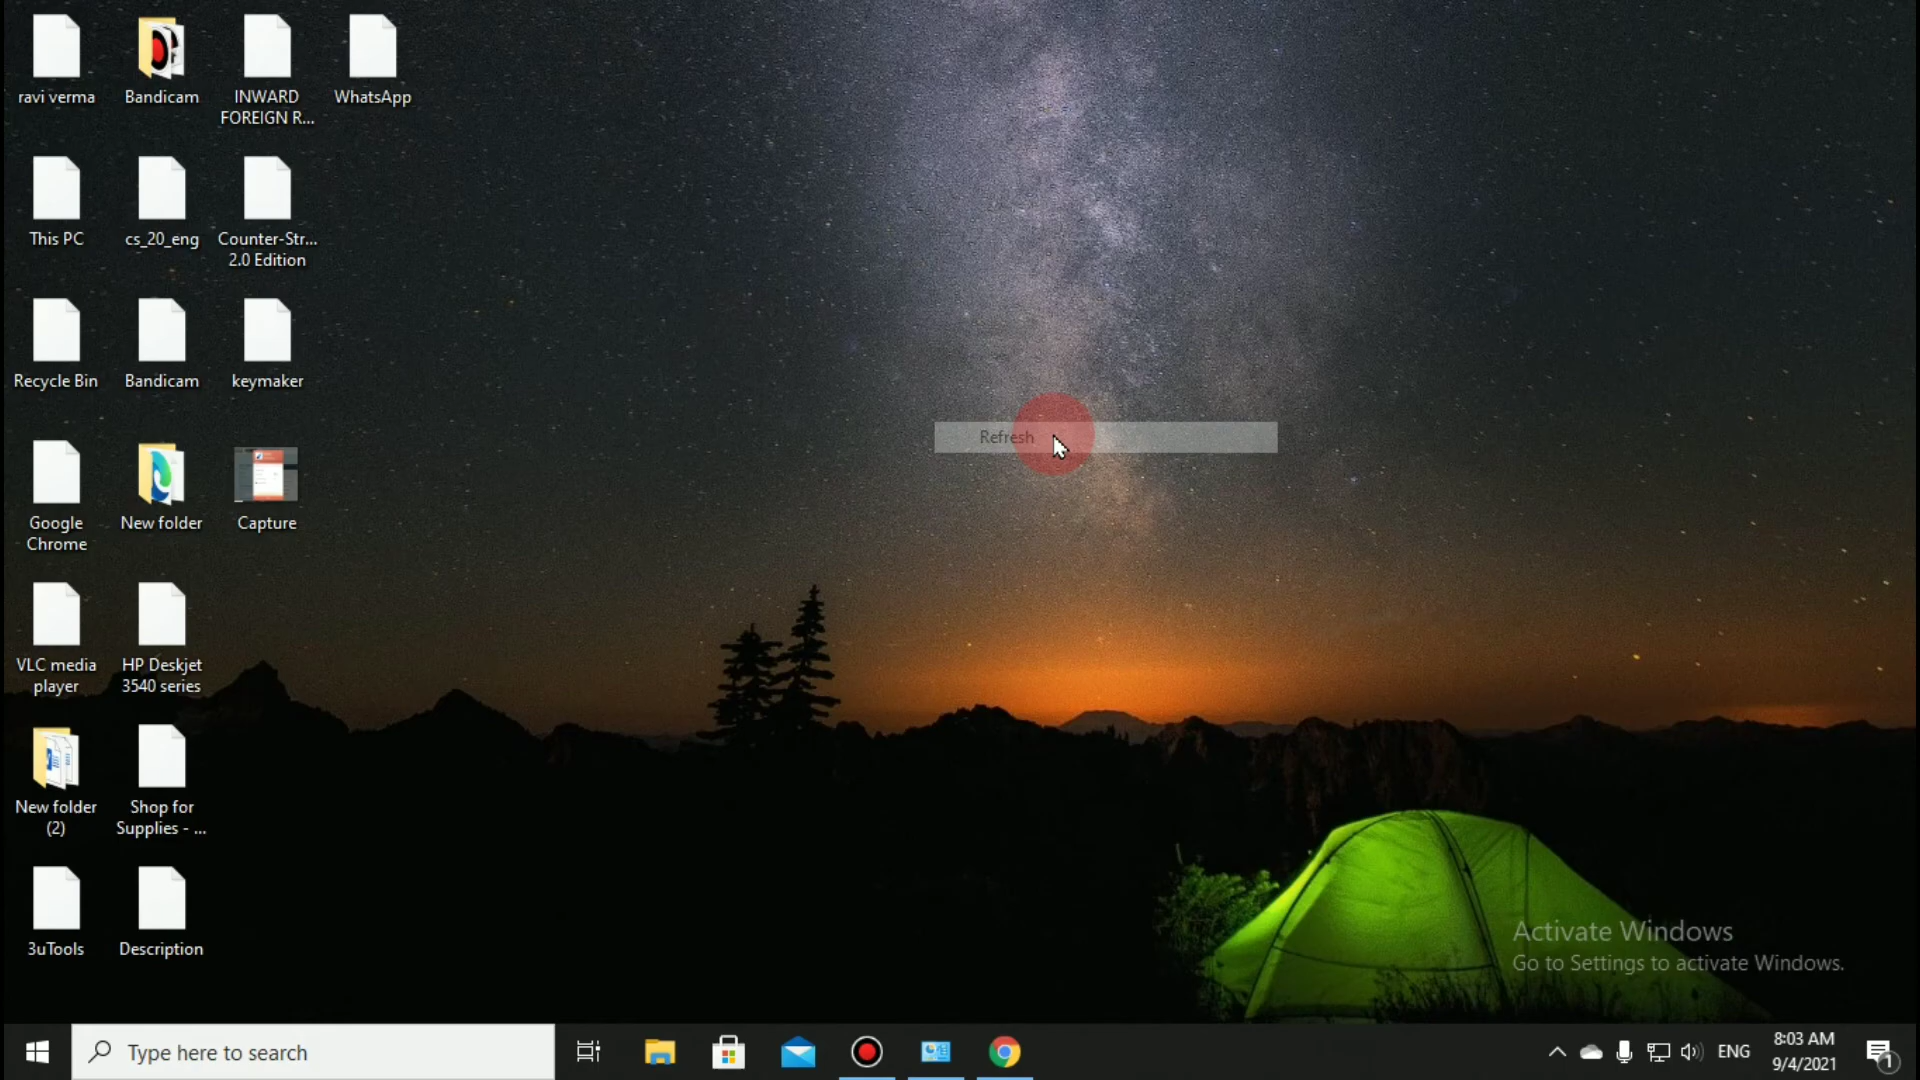 ravi verma
Bandicam
INWARD
FOREIGN R...
WhatsApp
This PC
cs_20_eng
Counter-Str...
2.0 Edition
Recycle Bin
Bandicam
keymaker
Google
Chrome
New folder
Capture
VLC media
player
HP Deskjet
3540 series
New folder
(2)
Shop for
Supplies - ...
3uTools
Description
Refresh
Activate Windows
Go to Settings to activate Windows.
Type here to search
ENG
8:03 AM
9/4/2021
1